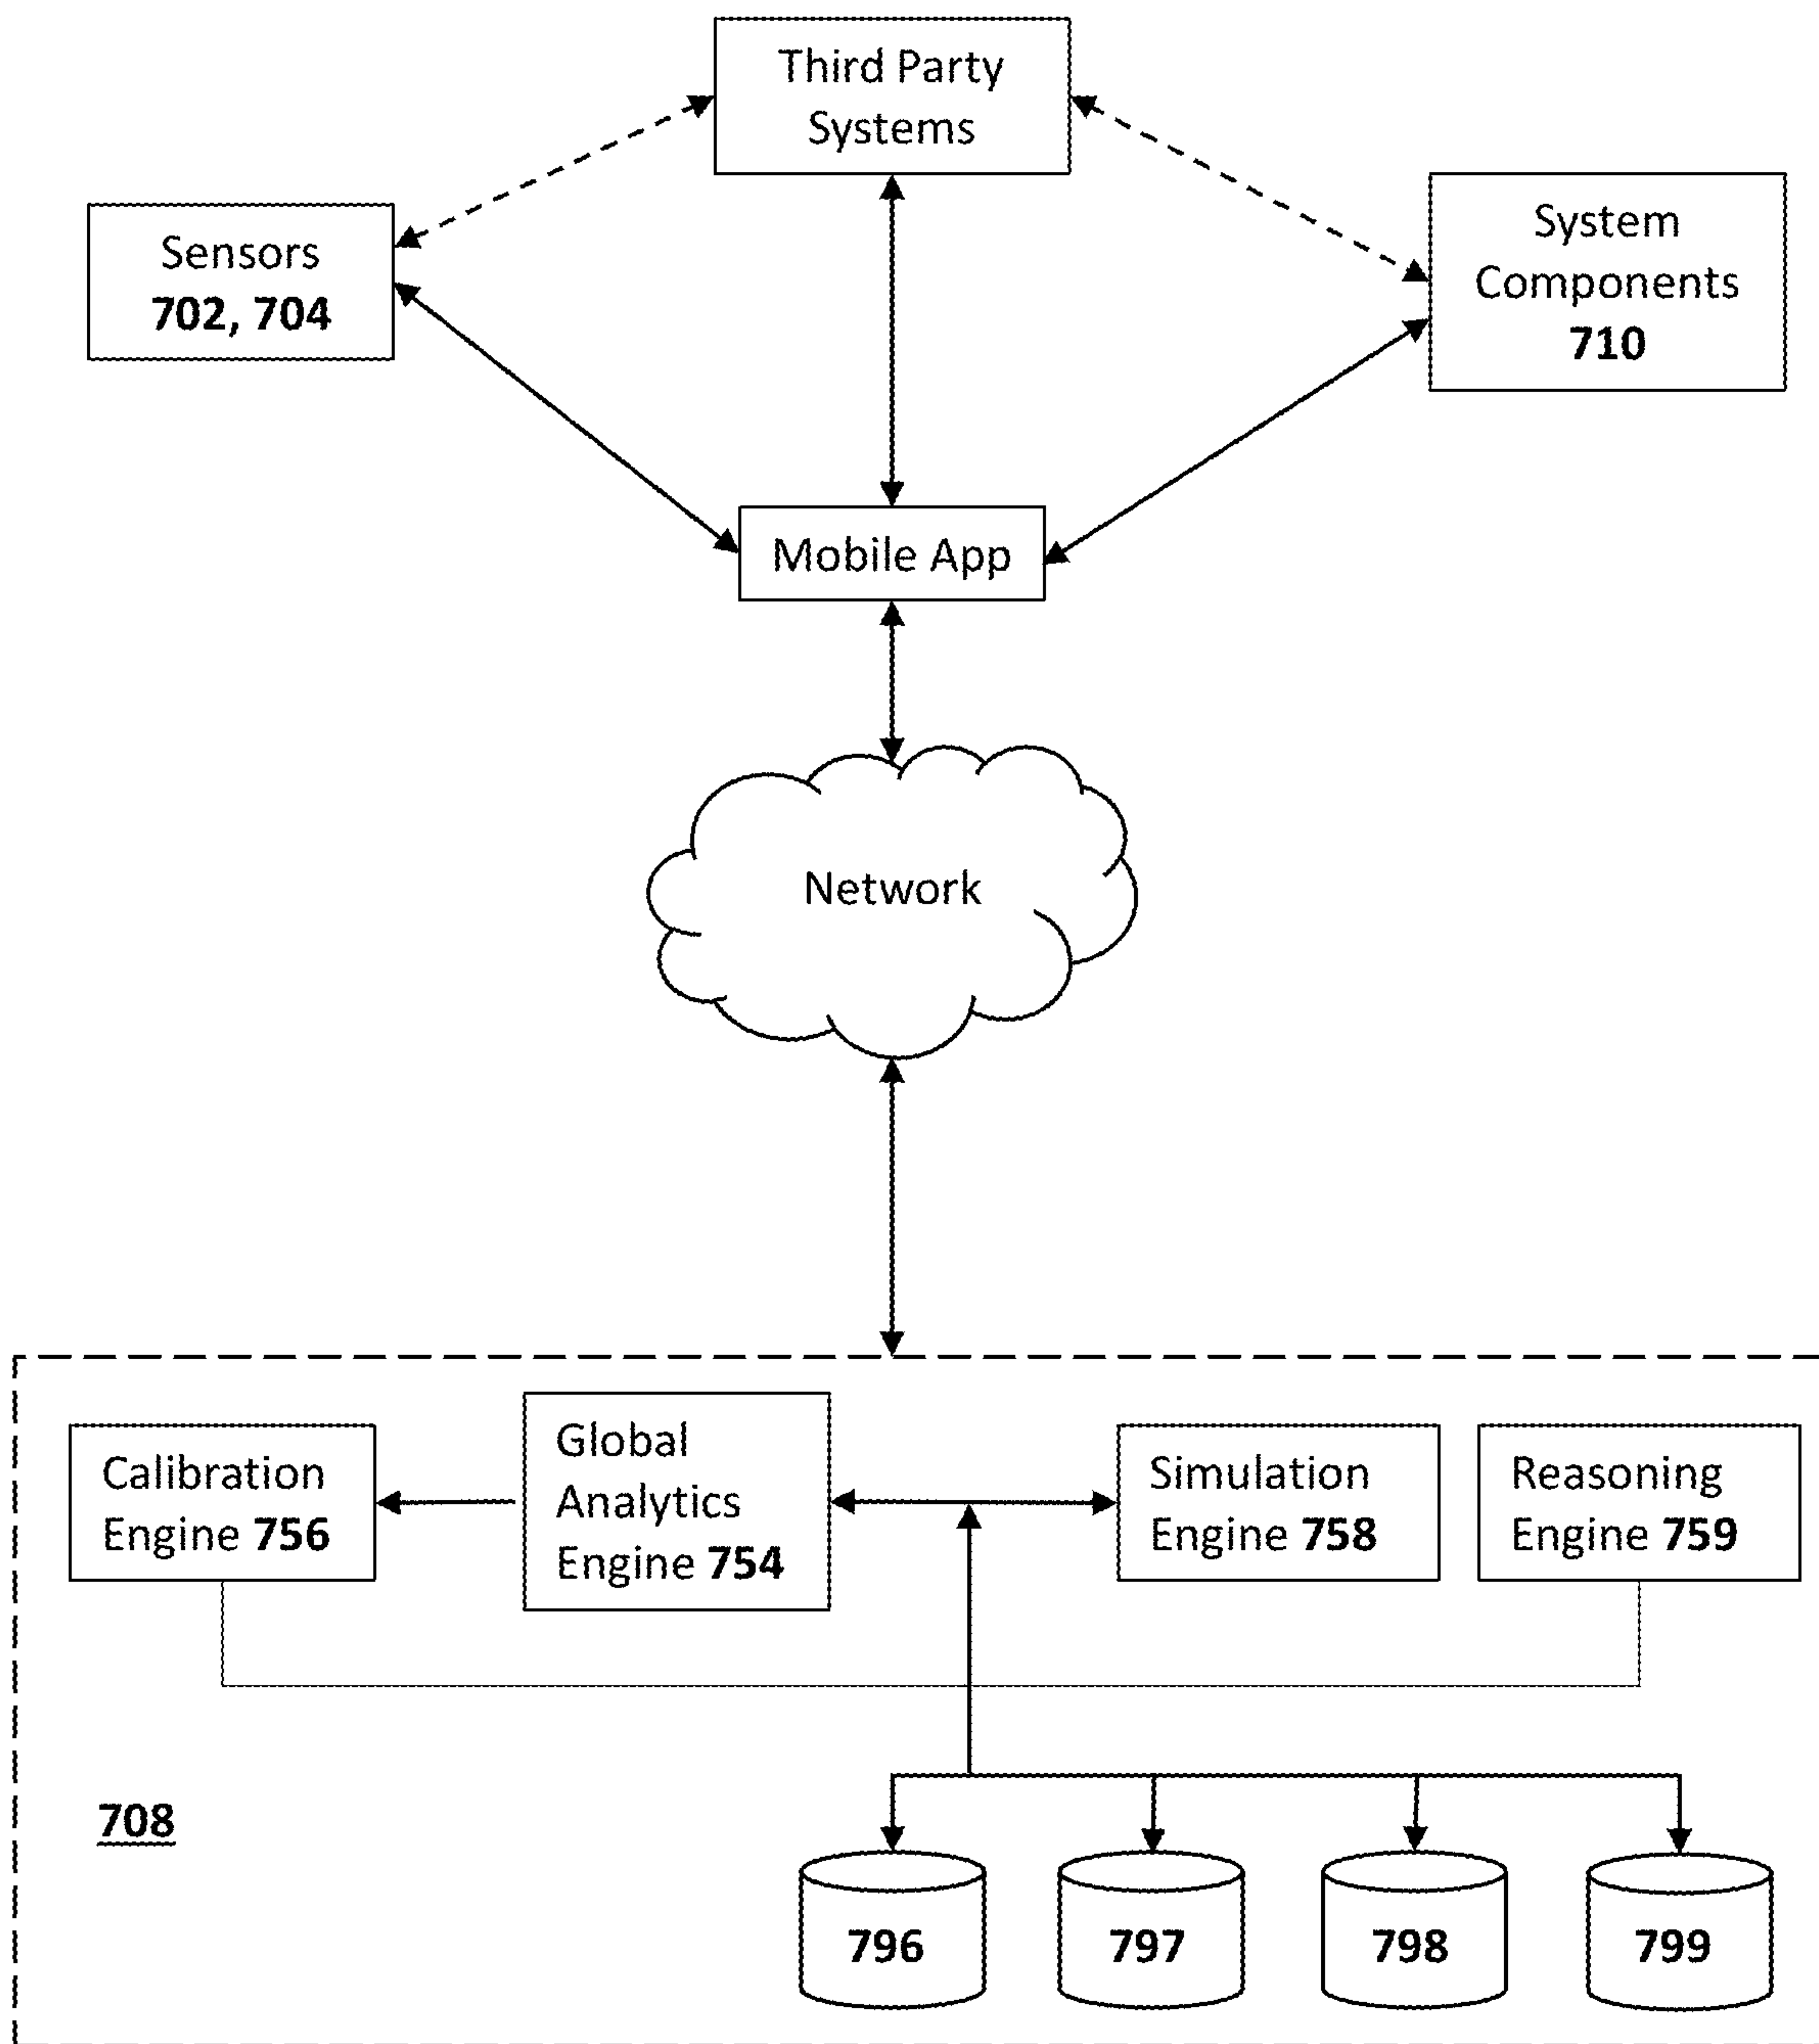 Third Party
Systems
Sensors
702, 704
System
Components
710
Mobile App
Network
Calibration
Engine 756
Global
Analytics
Engine 754
Simulation
Engine 758
Reasoning
Engine 759
708
796
797
798
799